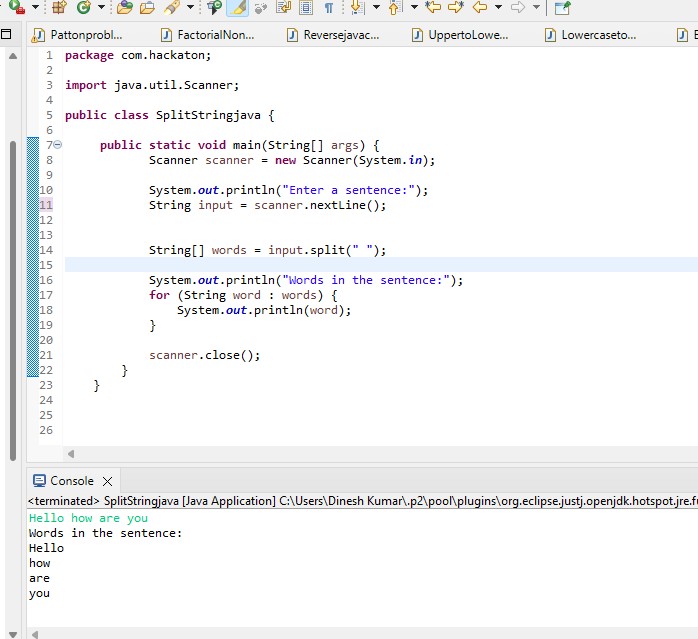 Pattonprobl...
FactorialNon...
Reversejavac...
UppertoLowe...
Lowercaseto...
1 package com.hackaton;
2
3 import java.util.Scanner;
4
5 public class SplitStringjava {
6
7 public static void main(String[] args) {
8 Scanner scanner = new Scanner(System.in);
9
10 System.out.println("Enter a sentence:");
11 String input = scanner.nextLine();
12
13
14 String[] words = input.split(" ");
15
16 System.out.println("Words in the sentence:");
17 for (String word : words) {
18 System.out.println(word);
19 }
20
21 scanner.close();
22 }
23 }
24
25
26
Console
<terminated> SplitStringjava [Java Application] C:\Users\Dinesh Kumar\.p2\pool\plugins\org.eclipse.justj.openjdk.hotspot.jre.fu
Hello how are you
Words in the sentence:
Hello
how
are
you